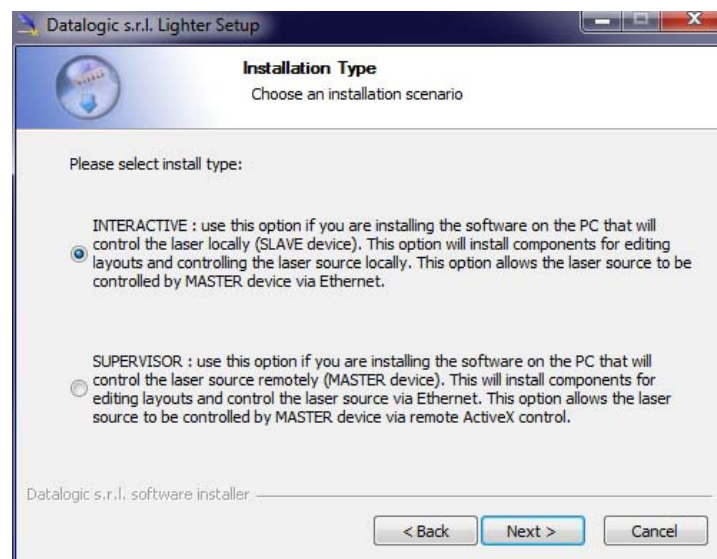 Datalogic s.r.l. Lighter Setup
Installation Type
Choose an installation scenario
Please select install type:
INTERACTIVE : use this option if you are installing the software on the PC that will
control the laser locally (SLAVE device). This option will install components for editing
layouts and controlling the laser source locally. This option allows the laser source to be
controlled by MASTER device via Ethernet.
SUPERVISOR : use this option if you are installing the software on the PC that will
control the laser source remotely (MASTER device). This will install components for
editing layouts and control the laser source via Ethernet. This option allows the laser
source to be controlled by MASTER device via remote ActiveX control.
Datalogic s.r.l. software installer
< Back Next > Cancel